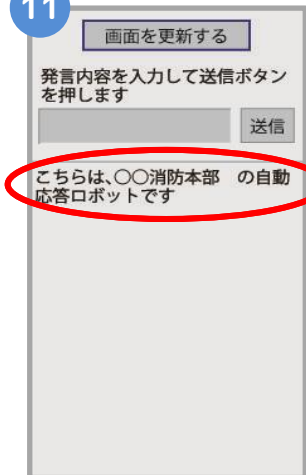 11
画面を更新する
発言内容を入力して送信ボタン
を押します
送信
こちらは、○○消防本部　の自動
応答ロボットです